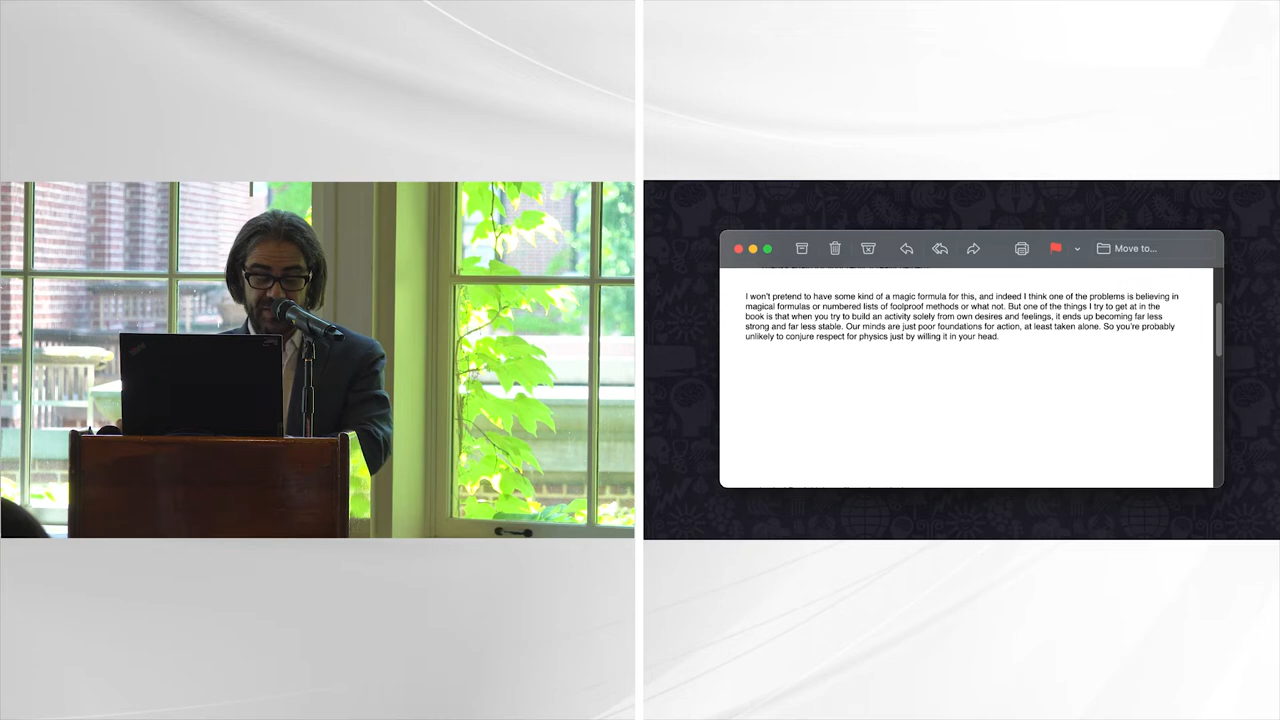 Move to...
I won't pretend to have some kind of a magic formula for this, and indeed I think one of the problems is believing in
magical formulas or numbered lists of foolproof methods or what not. But one of the things I try to get at in the
book is that when you try to build an activity solely from own desires and feelings, it ends up becoming far less
strong and far less stable. Our minds are just poor foundations for action, at least taken alone. So you're probably
unlikely to conjure respect for physics just by willing it in your head.